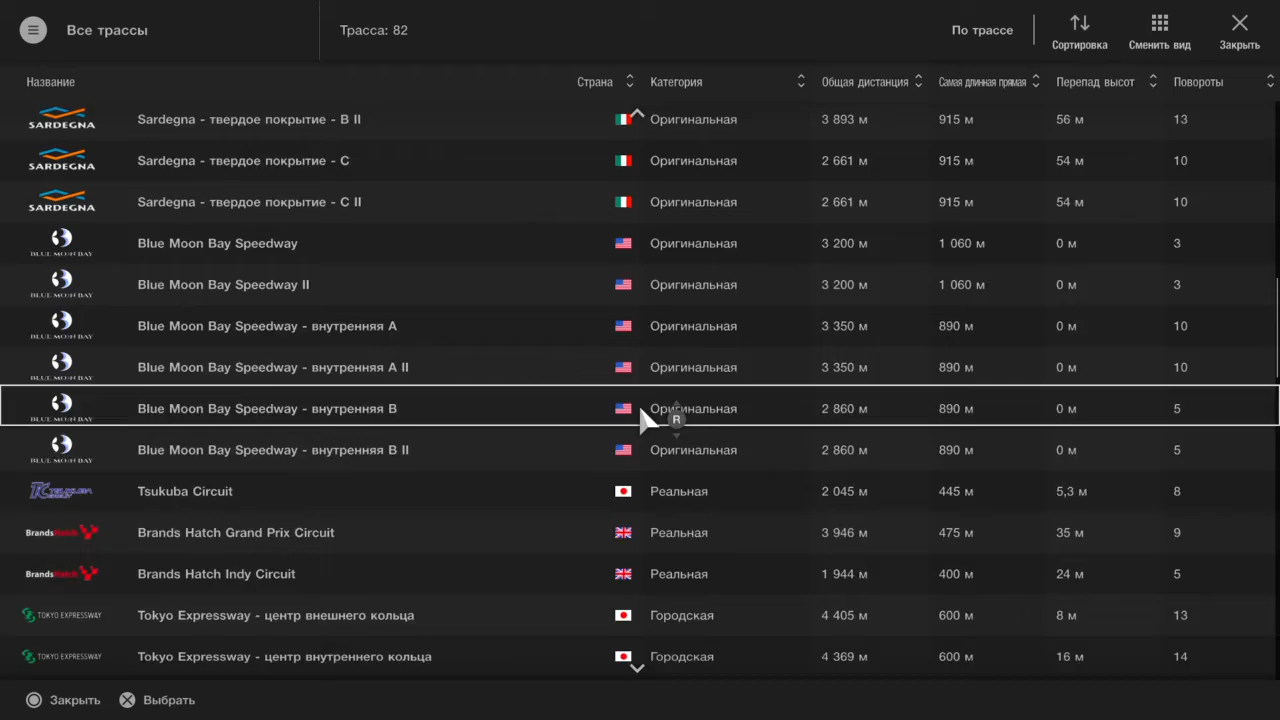 Все трассы Трасса: 82 По трассе Сортировка Сменить вид Закрыть
Название Страна Категория Общая дистанция Самая длинная прямая Перепад высот Повороты
SARDEGNA Sardegna - твердое покрытие - B II Оригинальная 3 893 м 915 м 56 м 13
SARDEGNA Sardegna - твердое покрытие - C Оригинальная 2 661 м 915 м 54 м 10
SARDEGNA Sardegna - твердое покрытие - C II Оригинальная 2 661 м 915 м 54 м 10
BLUE MOON BAY Blue Moon Bay Speedway Оригинальная 3 200 м 1 060 м 0 м 3
BLUE MOON BAY Blue Moon Bay Speedway II Оригинальная 3 200 м 1 060 м 0 м 3
BLUE MOON BAY Blue Moon Bay Speedway - внутренняя A Оригинальная 3 350 м 890 м 0 м 10
BLUE MOON BAY Blue Moon Bay Speedway - внутренняя A II Оригинальная 3 350 м 890 м 0 м 10
BLUE MOON BAY Blue Moon Bay Speedway - внутренняя B Оригинальная 2 860 м 890 м 0 м 5
R
BLUE MOON BAY Blue Moon Bay Speedway - внутренняя B II Оригинальная 2 860 м 890 м 0 м 5
TC TSUKUBA Tsukuba Circuit Реальная 2 045 м 445 м 5,3 м 8
Brands Hatch Brands Hatch Grand Prix Circuit Реальная 3 946 м 475 м 35 м 9
Brands Hatch Brands Hatch Indy Circuit Реальная 1 944 м 400 м 24 м 5
TOKYO EXPRESSWAY Tokyo Expressway - центр внешнего кольца Городская 4 405 м 600 м 8 м 13
TOKYO EXPRESSWAY Tokyo Expressway - центр внутреннего кольца Городская 4 369 м 600 м 16 м 14
Закрыть Выбрать